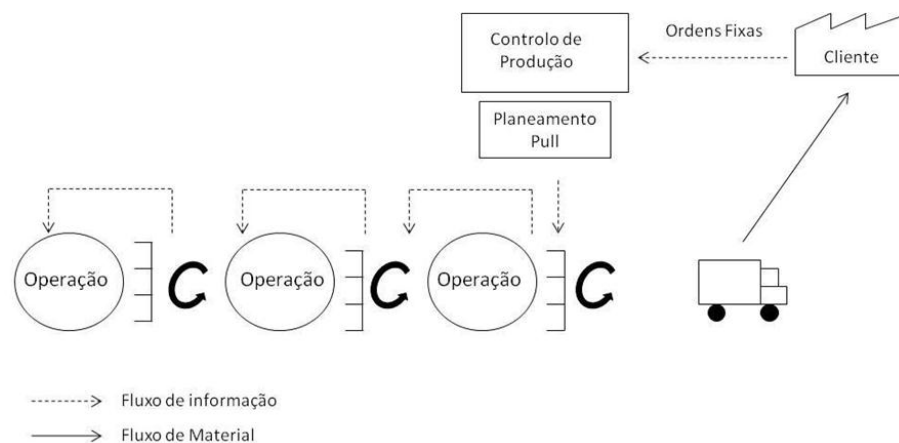 Controlo de
Produção
Ordens Fixas
Cliente
Planeamento
Pull
Operação
Operação
Operação
Fluxo de informação
Fluxo de Material